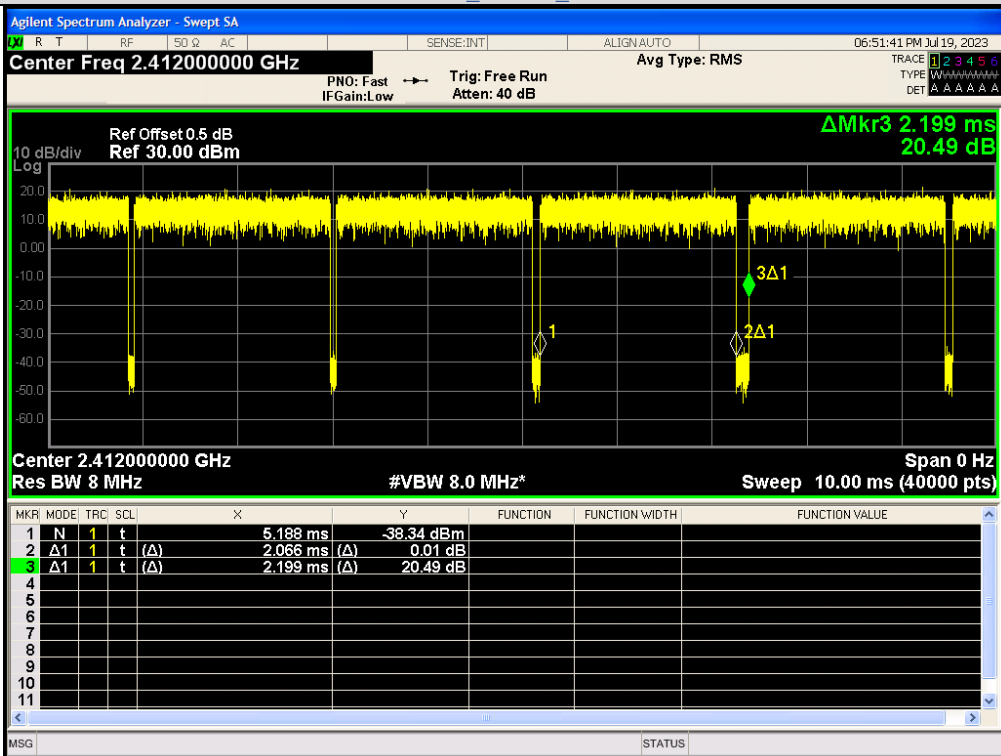 Agilent Spectrum Analyzer - Swept SA
LXI R T RF 50 Ω AC SENSE:INT ALIGN AUTO 06:51:41 PM Jul 19, 2023
Center Freq 2.412000000 GHz Avg Type: RMS TRACE 1 2 3 4 5 6
PNO: Fast Trig: Free Run TYPE W
IFGain:Low Atten: 40 dB DET A A A A A A
ΔMkr3 2.199 ms
Ref Offset 0.5 dB 20.49 dB
10 dB/div Ref 30.00 dBm
Log
20.0
10.0
0.00
-10.0
3Δ1
-20.0
-30.0
1
2Δ1
-40.0
-50.0
-60.0
Center 2.412000000 GHz Span 0 Hz
Res BW 8 MHz #VBW 8.0 MHz* Sweep 10.00 ms (40000 pts)
MKR MODE TRC SCL X Y FUNCTION FUNCTION WIDTH FUNCTION VALUE
1 N 1 t 5.188 ms -38.34 dBm
2 Δ1 1 t (Δ) 2.066 ms (Δ) 0.01 dB
3 Δ1 1 t (Δ) 2.199 ms (Δ) 20.49 dB
4
5
6
7
8
9
10
11
MSG STATUS